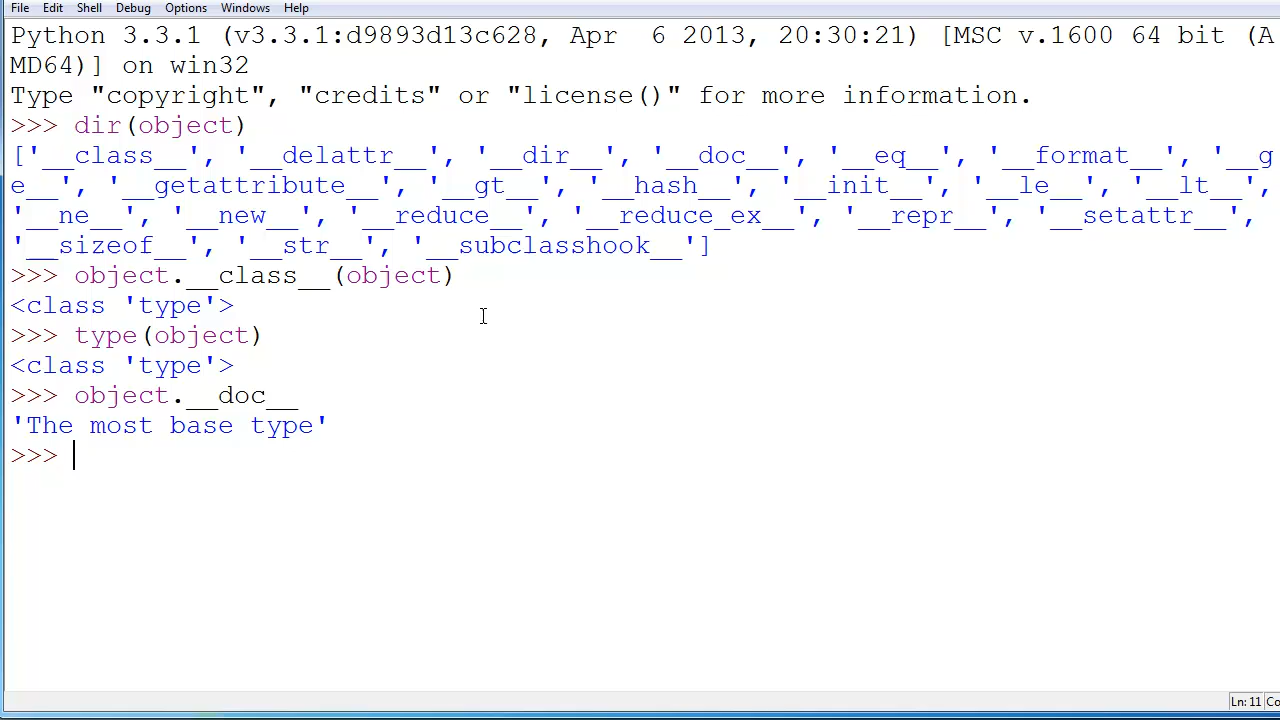 File Edit Shell Debug Options Windows Help
Python 3.3.1 (v3.3.1:d9893d13c628, Apr  6 2013, 20:30:21) [MSC v.1600 64 bit (A
MD64)] on win32
Type "copyright", "credits" or "license()" for more information.
>>> dir(object)
['__class__', '__delattr__', '__dir__', '__doc__', '__eq__', '__format__', '__g
e__', '__getattribute__', '__gt__', '__hash__', '__init__', '__le__', '__lt__',
'__ne__', '__new__', '__reduce__', '__reduce_ex__', '__repr__', '__setattr__',
'__sizeof__', '__str__', '__subclasshook__']
>>> object.__class__(object)
<class 'type'>
>>> type(object)
<class 'type'>
>>> object.__doc__
'The most base type'
>>>
Ln: 11 Co